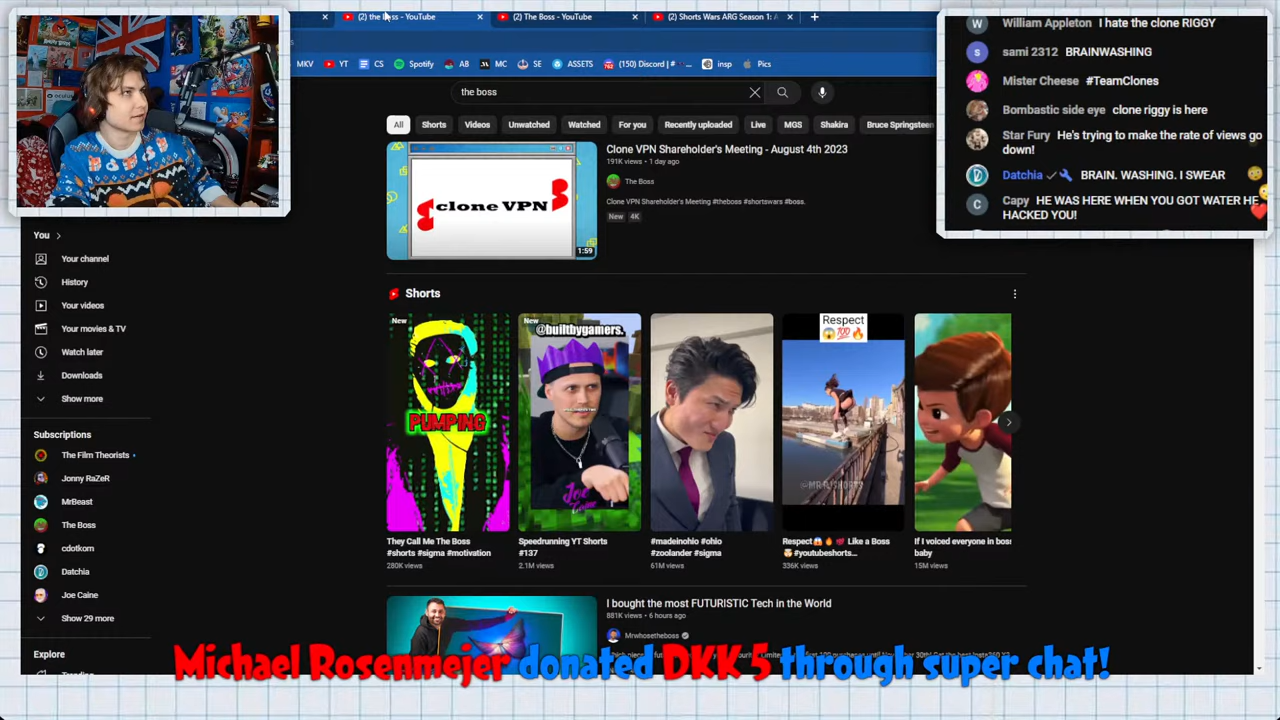 (2) the Boss - YouTube
(2) The Boss - YouTube
(2) Shorts Wars ARG Season 1: A
MKV YT CS Spotify AB MC SE ASSETS (150) Discord | #... insp Pics
the boss
All Shorts Videos Unwatched Watched For you Recently uploaded Live MGS Shakira Bruce Springsteen
clone VPN
1:59
Clone VPN Shareholder's Meeting - August 4th 2023
191K views • 1 day ago
The Boss
Clone VPN Shareholder's Meeting #theboss #shortswars #boss.
New 4K
You
Your channel
History
Your videos
Your movies & TV
Watch later
Downloads
Show more
Subscriptions
The Film Theorists
Jonny RaZeR
MrBeast
The Boss
cdotkom
Datchia
Joe Caine
Show 29 more
Explore
Shorts
New
PUMPING
They Call Me The Boss
#shorts #sigma #motivation
280K views
New
@builtbygamers.
Speedrunning YT Shorts
#137
2.1M views
#madeinohio #ohio
#zoolander #sigma
61M views
Respect
💯
@MR.R.SHORTS
Respect😱🔥 Like a Boss
#youtubeshorts...
336K views
If I voiced everyone in boss
baby
15M views
I bought the most FUTURISTIC Tech in the World
881K views • 6 hours ago
Mrwhosetheboss
Michael Rosenmejer donated DKK 5 through super chat!
W William Appleton I hate the clone RIGGY
s sami 2312 BRAINWASHING
Mister Cheese #TeamClones
Bombastic side eye clone riggy is here
Star Fury He's trying to make the rate of views go
down!
Datchia BRAIN. WASHING. I SWEAR
C Capy HE WAS HERE WHEN YOU GOT WATER HE
HACKED YOU!